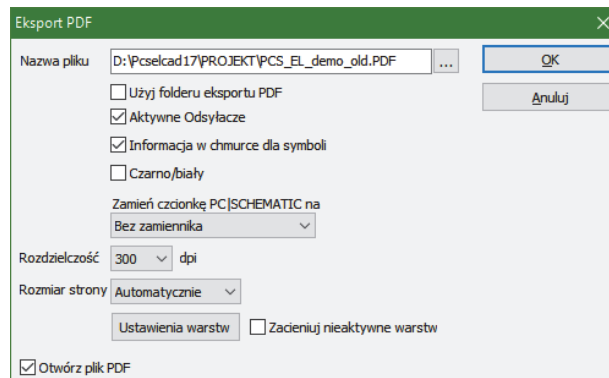 Eksport PDF
Nazwa pliku D:\Pcselcad17\PROJEKT\PCS_EL_demo_old.PDF ... OK
Użyj folderu eksportu PDF Anuluj
Aktywne Odsyłacze
Informacja w chmurce dla symboli
Czarno/biały
Zamień czcionkę PC|SCHEMATIC na
Bez zamiennika
Rozdzielczość 300 dpi
Rozmiar strony Automatycznie
Ustawienia warstw Zacieniuj nieaktywne warstw
Otwórz plik PDF